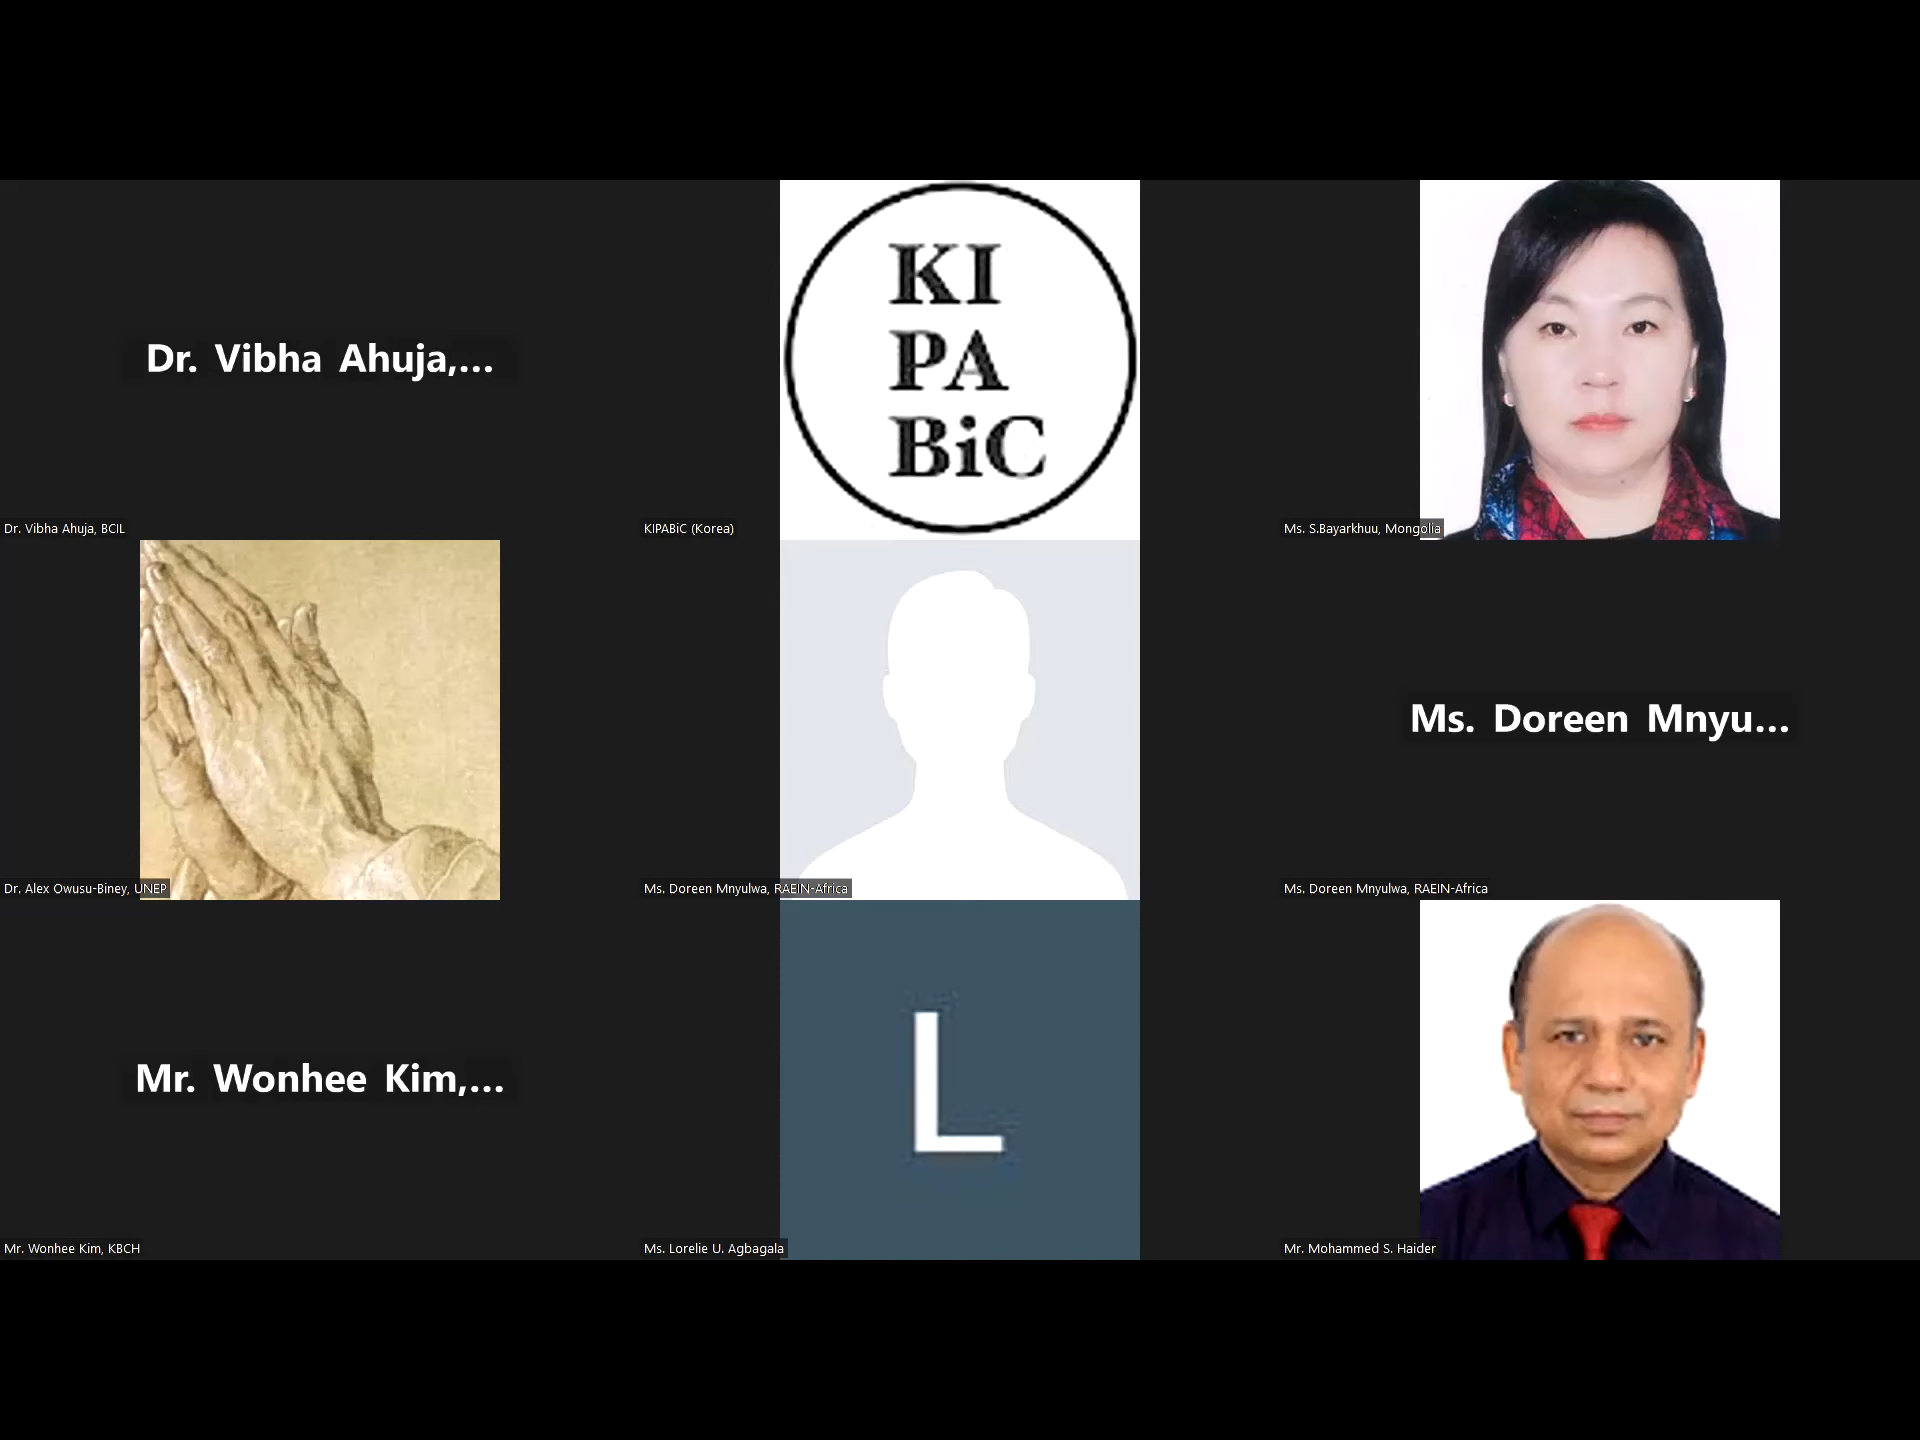 Dr. Vibha Ahuja,...
Dr. Vibha Ahuja, BCIL
KI
PA
BiC
KIPABiC (Korea)
Ms. S.Bayarkhuu, Mongolia
Dr. Alex Owusu-Biney, UNEP
Ms. Doreen Mnyulwa, RAEIN-Africa
Ms. Doreen Mnyu...
Ms. Doreen Mnyulwa, RAEIN-Africa
Mr. Wonhee Kim,...
Mr. Wonhee Kim, KBCH
L
Ms. Lorelie U. Agbagala
Mr. Mohammed S. Haider